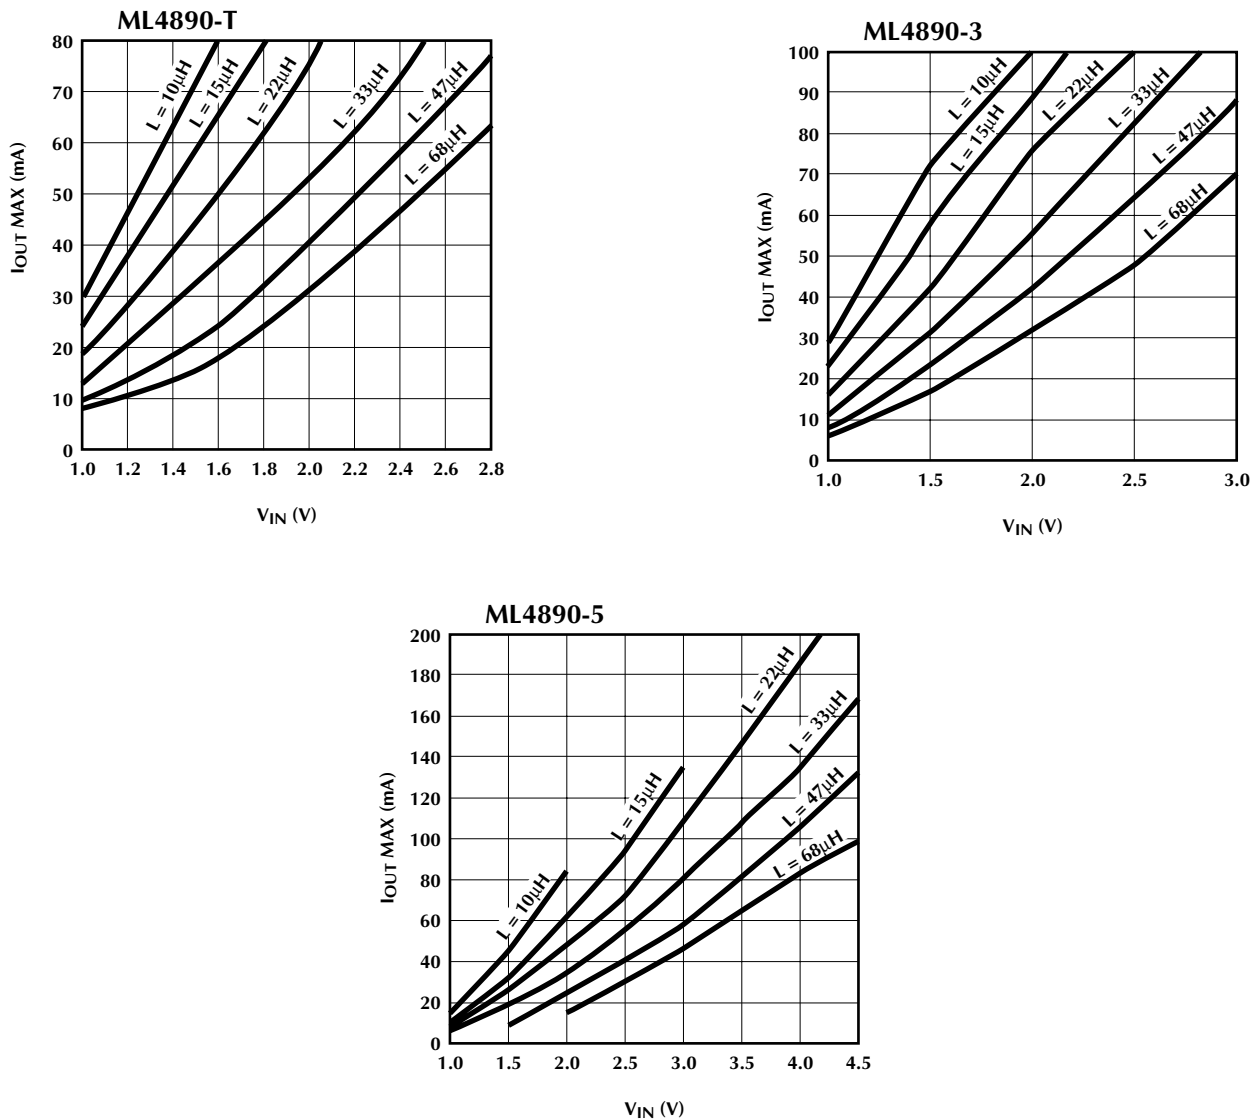 ML4890-T
80
70
60
50
40
30
20
10
0
IOUT MAX (mA)
L = 10μH
L = 15μH
L = 22μH
L = 33μH
L = 47μH
L = 68μH
1.0 1.2 1.4 1.6 1.8 2.0 2.2 2.4 2.6 2.8
VIN (V)
ML4890-3
100
90
80
70
60
50
40
30
20
10
0
IOUT MAX (mA)
L = 10μH
L = 15μH
L = 22μH
L = 33μH
L = 47μH
L = 68μH
1.0 1.5 2.0 2.5 3.0
VIN (V)
ML4890-5
200
180
160
140
120
100
80
60
40
20
0
IOUT MAX (mA)
L = 10μH
L = 15μH
L = 22μH
L = 33μH
L = 47μH
L = 68μH
1.0 1.5 2.0 2.5 3.0 3.5 4.0 4.5
VIN (V)